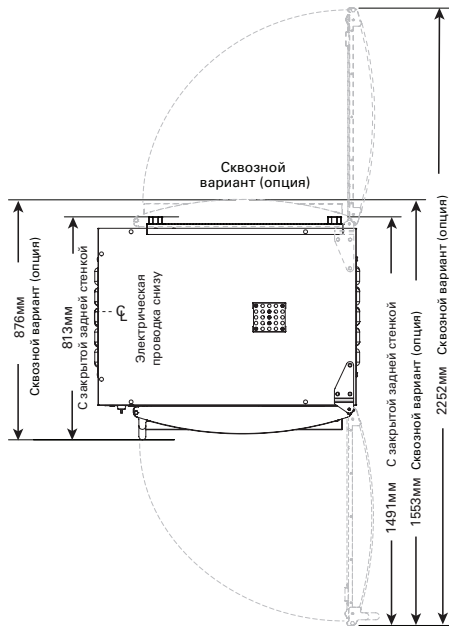 Сквозной
вариант (опция)
876мм
Сквозной вариант (опция)
813мм
С закрытой задней стенкой
Электрическая
проводка снизу
℄
1491мм С закрытой задней стенкой
1553мм Сквозной вариант (опция)
2252мм Сквозной вариант (опция)